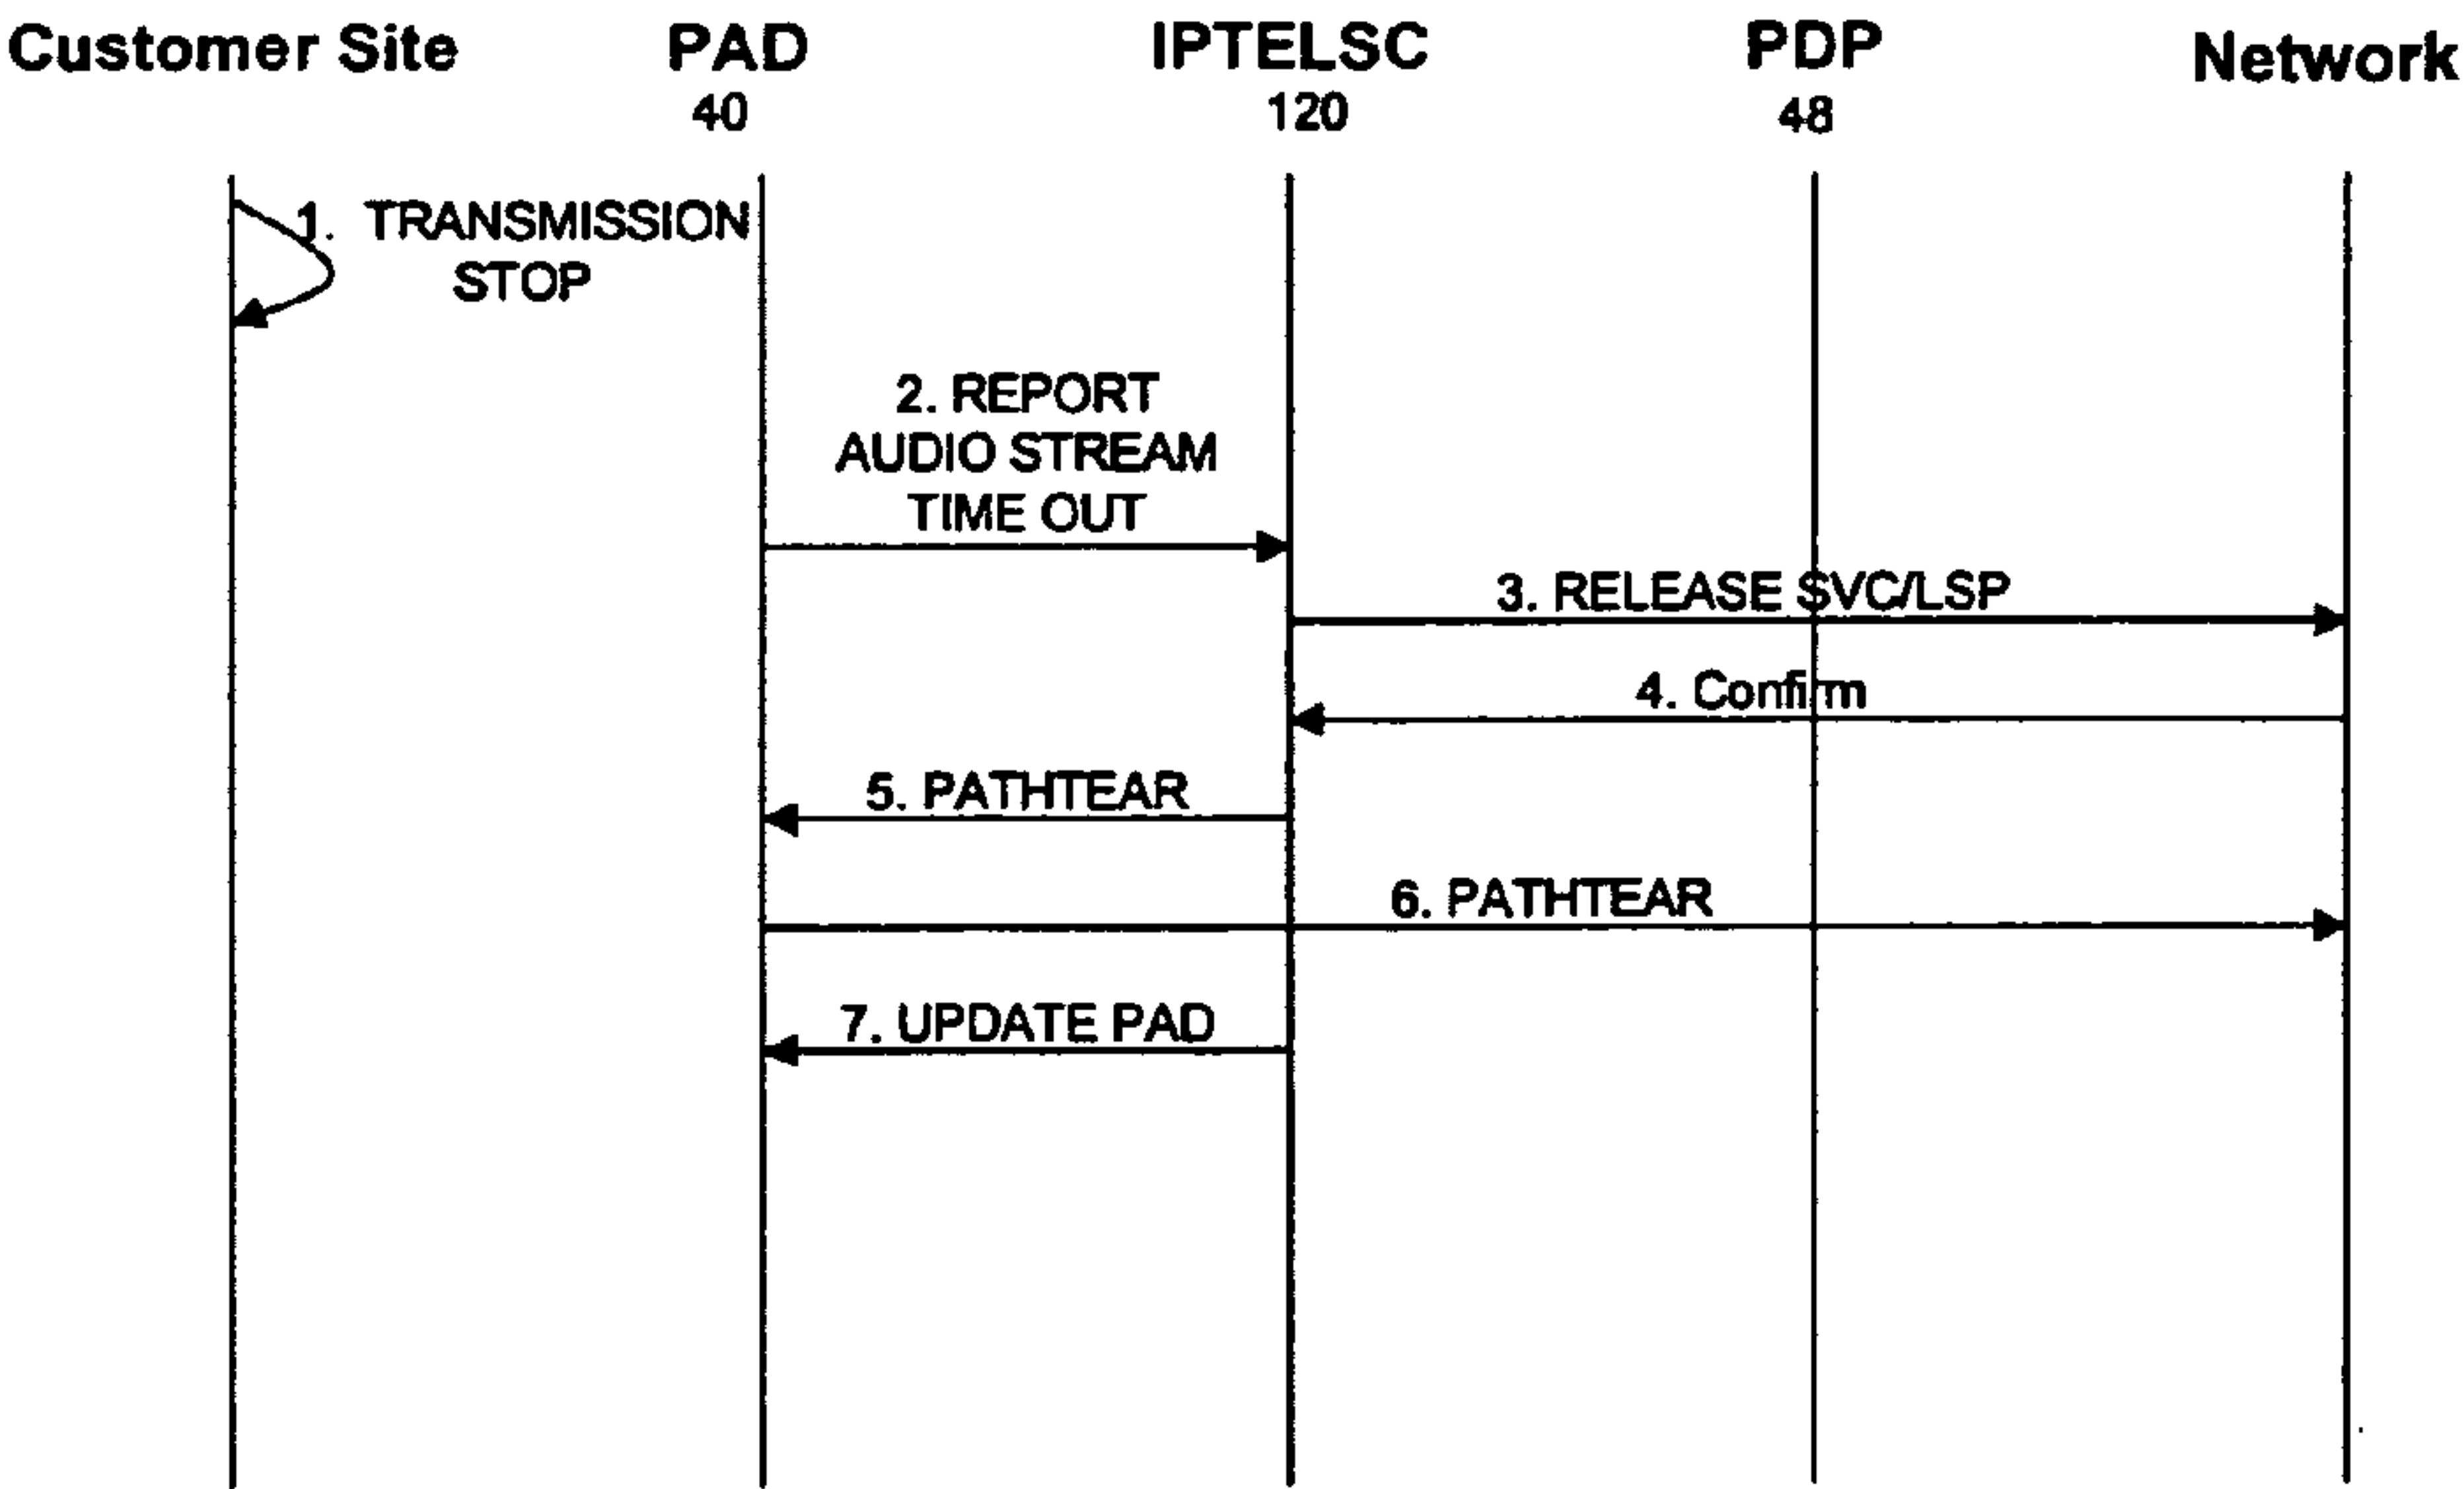 Customer Site PAD IPTELSC PDP Network
40 120 48
1. TRANSMISSION
STOP
2. REPORT
AUDIO STREAM
TIME OUT
3. RELEASE SVC/LSP
4. Confirm
5. PATHTEAR
6. PATHTEAR
7. UPDATE PAD